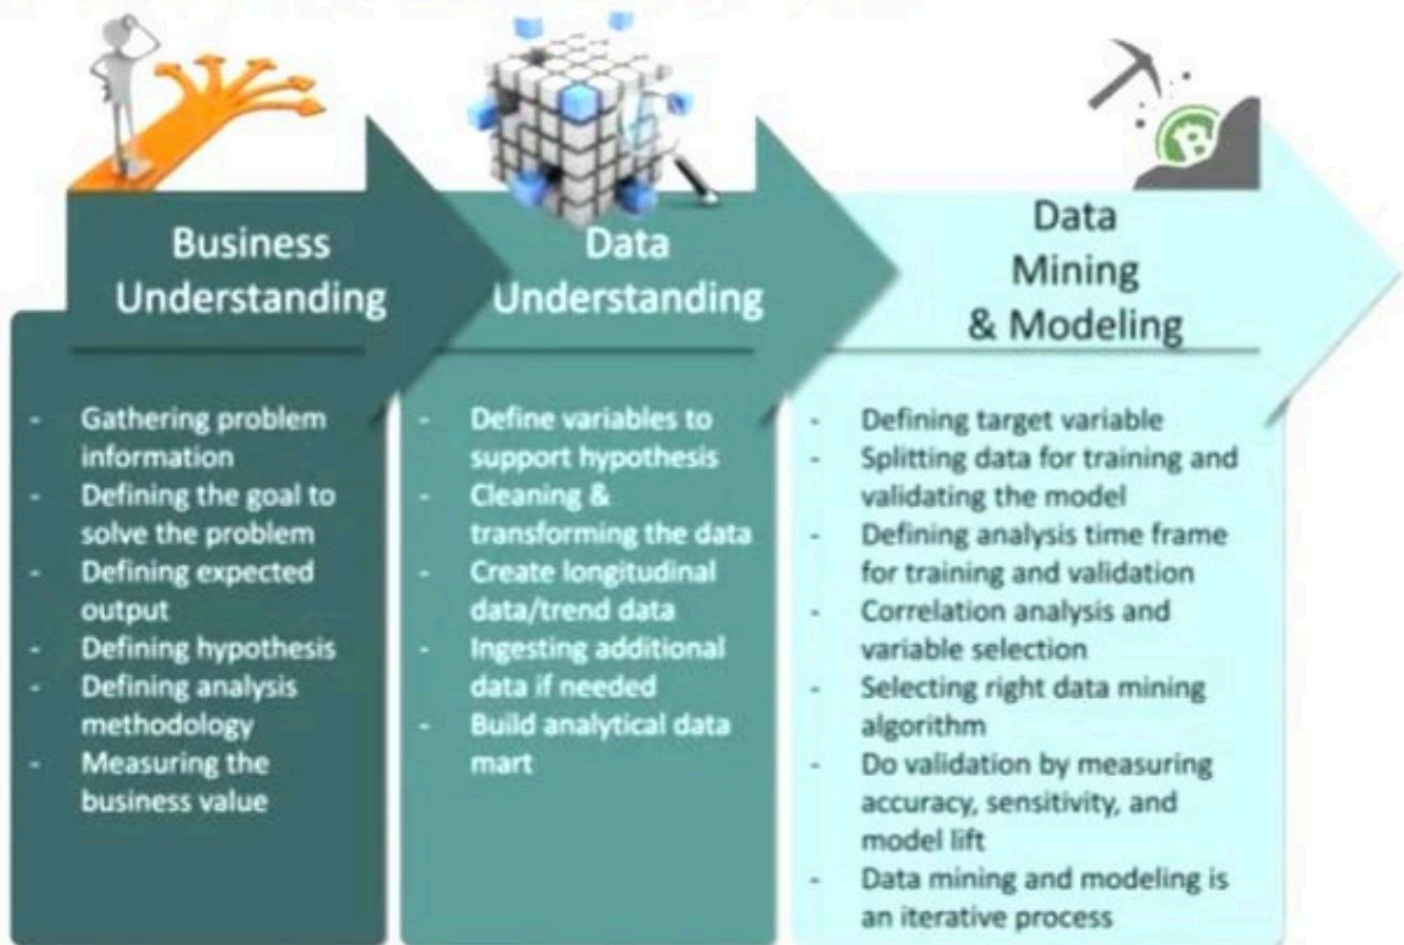 Business
Understanding
- Gathering problem
information
- Defining the goal to
solve the problem
- Defining expected
output
- Defining hypothesis
- Defining analysis
methodology
- Measuring the
business value
Data
Understanding
- Define variables to
support hypothesis
- Cleaning &
transforming the data
- Create longitudinal
data/trend data
- Ingesting additional
data if needed
- Build analytical data
mart
Data
Mining
& Modeling
- Defining target variable
- Splitting data for training and
validating the model
- Defining analysis time frame
for training and validation
- Correlation analysis and
variable selection
- Selecting right data mining
algorithm
- Do validation by measuring
accuracy, sensitivity, and
model lift
- Data mining and modeling is
an iterative process